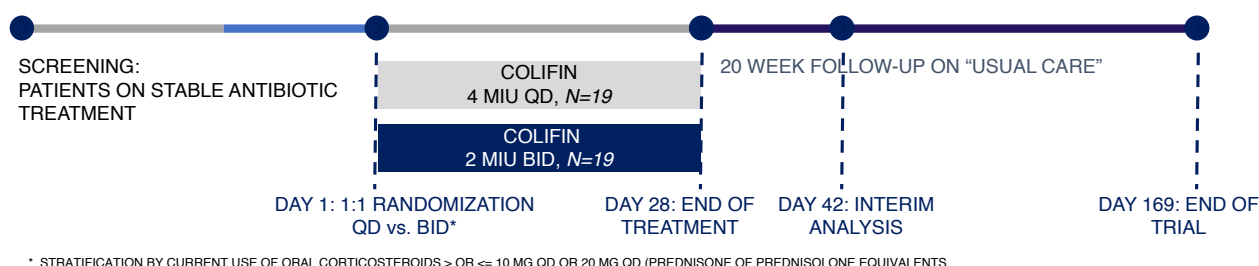 SCREENING:
PATIENTS ON STABLE ANTIBIOTIC
TREATMENT
COLIFIN
4 MIU QD, N=19
COLIFIN
2 MIU BID, N=19
20 WEEK FOLLOW-UP ON “USUAL CARE”
DAY 1: 1:1 RANDOMIZATION
QD vs. BID*
DAY 28: END OF
TREATMENT
DAY 42: INTERIM
ANALYSIS
DAY 169: END OF
TRIAL
* STRATIFICATION BY CURRENT USE OF ORAL CORTICOSTEROIDS > OR <= 10 MG QD OR 20 MG QD (PREDNISONE OF PREDNISOLONE EQUIVALENTS